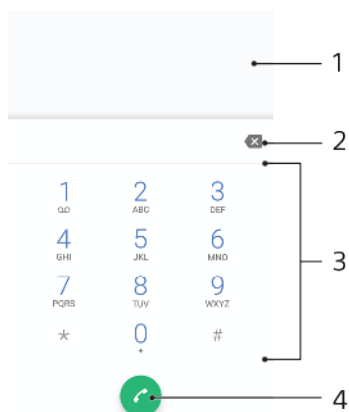 1
2
1 2 3
ABC DEF
4 5 6
GHI JKL MNO
3
7 8 9
PQRS TUV WXYZ
* 0 #
+
4